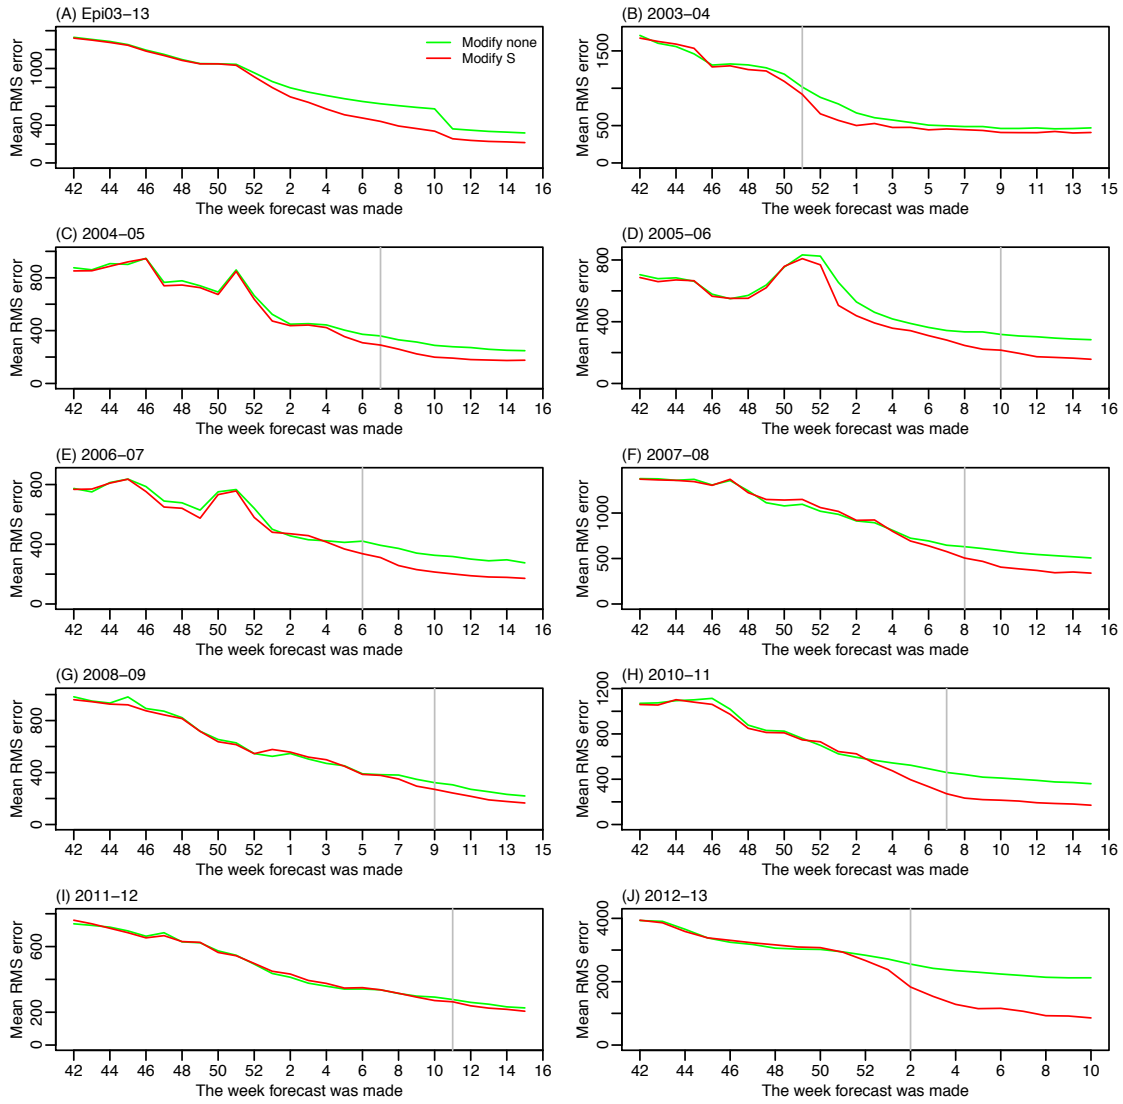 (A) Epi03−13
Mean RMS error
0 400 1000
Modify none
Modify S
42 44 46 48 50 52 2 4 6 8 10 12 14 16
The week forecast was made
(B) 2003−04
Mean RMS error
0 500 1500
42 44 46 48 50 52 1 3 5 7 9 11 13 15
The week forecast was made
(C) 2004−05
Mean RMS error
0 400 800
42 44 46 48 50 52 2 4 6 8 10 12 14 16
The week forecast was made
(D) 2005−06
Mean RMS error
0 400 800
42 44 46 48 50 52 2 4 6 8 10 12 14 16
The week forecast was made
(E) 2006−07
Mean RMS error
0 400 800
42 44 46 48 50 52 2 4 6 8 10 12 14 16
The week forecast was made
(F) 2007−08
Mean RMS error
0 500 1000
42 44 46 48 50 52 2 4 6 8 10 12 14 16
The week forecast was made
(G) 2008−09
Mean RMS error
0 400 800
42 44 46 48 50 52 1 3 5 7 9 11 13 15
The week forecast was made
(H) 2010−11
Mean RMS error
0 400 800 1200
42 44 46 48 50 52 2 4 6 8 10 12 14 16
The week forecast was made
(I) 2011−12
Mean RMS error
0 200 600
42 44 46 48 50 52 2 4 6 8 10 12 14 16
The week forecast was made
(J) 2012−13
Mean RMS error
0 2000 4000
42 44 46 48 50 52 2 4 6 8 10
The week forecast was made